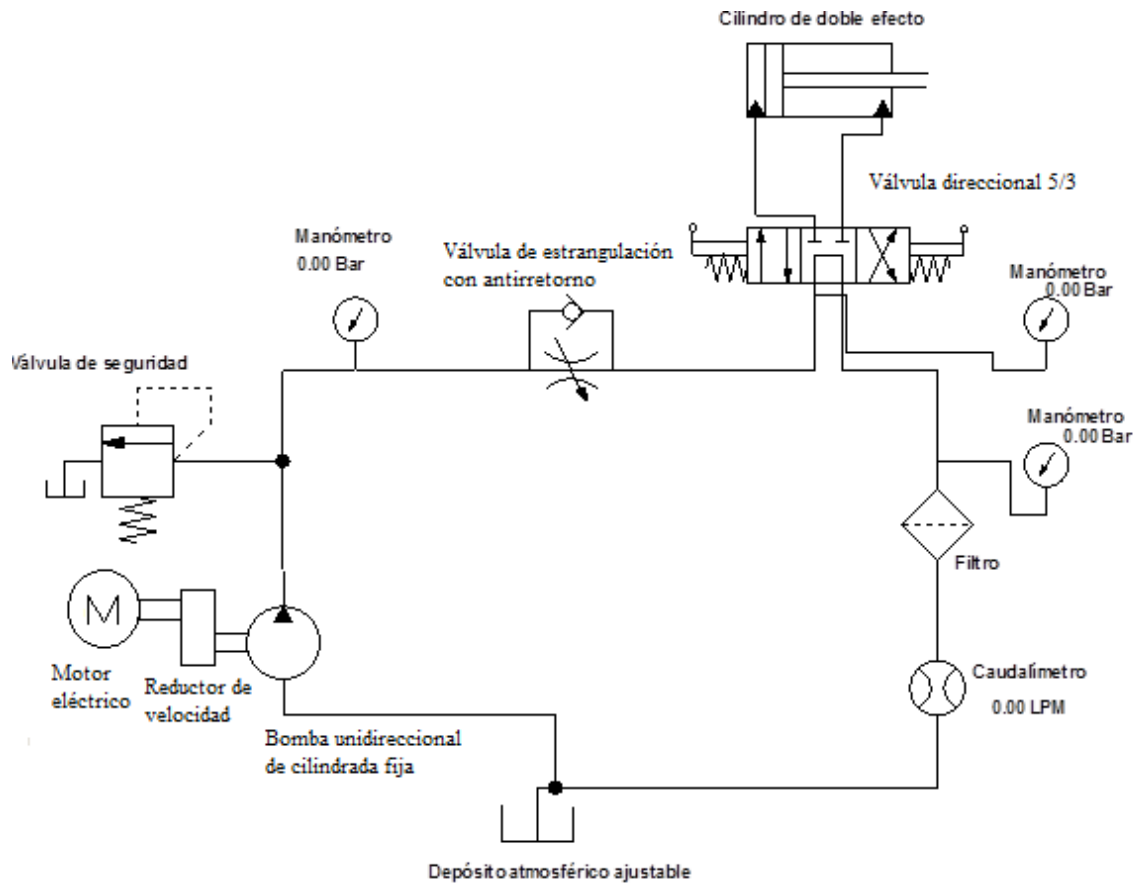 Cilindro de doble efecto
Válvula direccional 5/3
Manómetro
0.00 Bar
Válvula de estrangulación
con antirretorno
Manómetro
0.00 Bar
Válvula de seguridad
Manómetro
0.00 Bar
Filtro
M
Motor
eléctrico
Reductor de
velocidad
Caudalímetro
0.00 LPM
Bomba unidireccional
de cilindrada fija
Depósito atmosférico ajustable